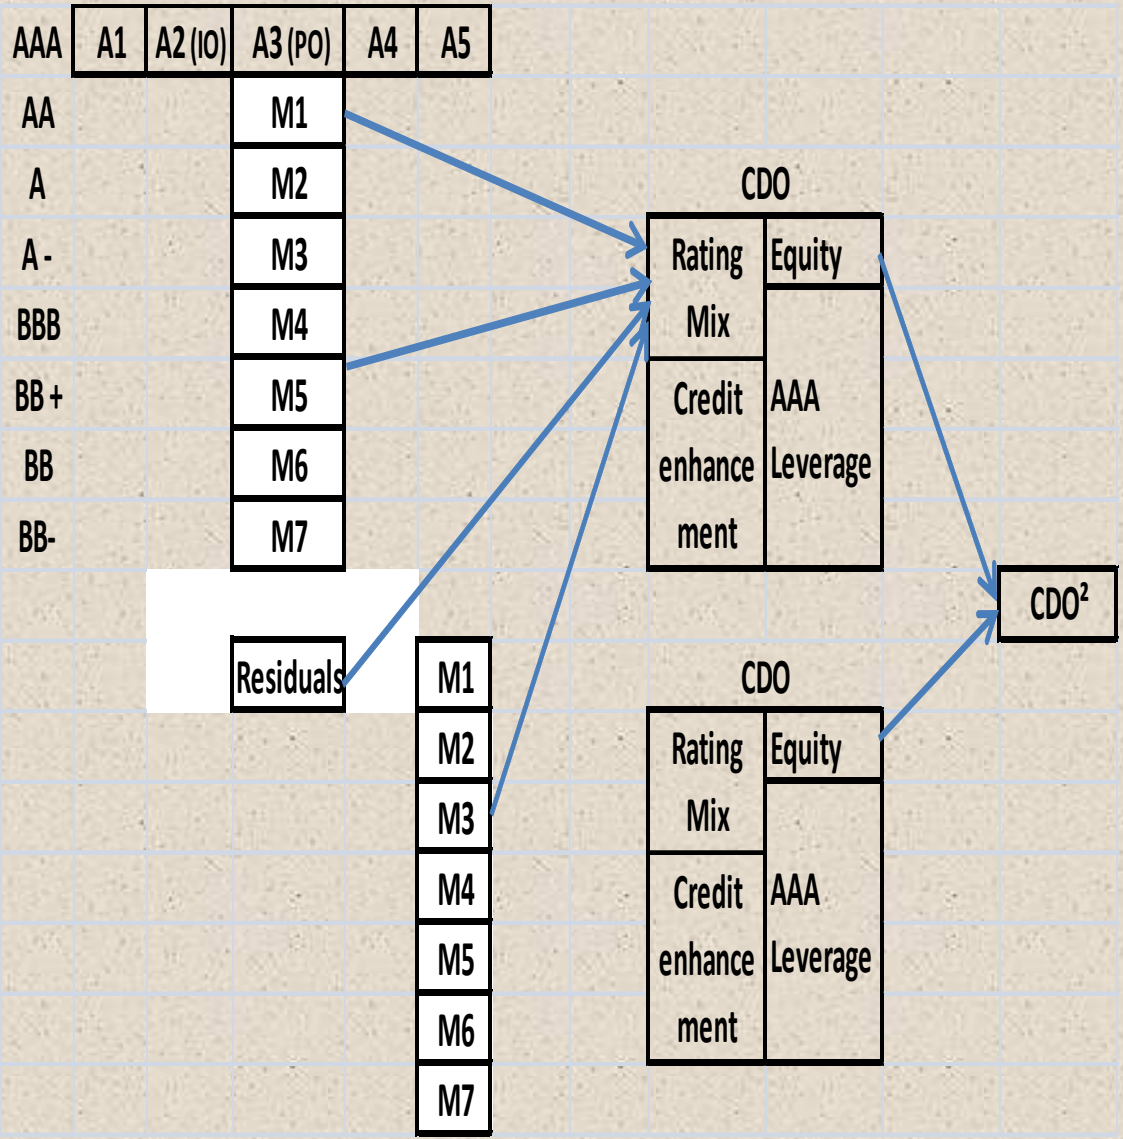 AAA A1 A2 (IO) A3 (PO) A4 A5
AA M1
A M2
CDO
A - M3
Rating Equity
BBB M4
Mix
BB + M5
Credit AAA
BB M6
enhance Leverage
BB- M7
ment
CDO²
Residuals M1
CDO
M2
Rating Equity
M3
Mix
M4
Credit AAA
M5
enhance Leverage
M6
ment
M7